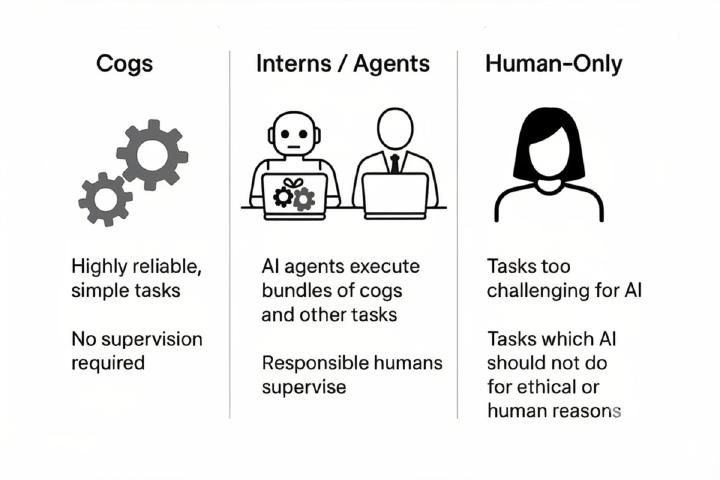 Cogs
Highly reliable,
simple tasks
No supervision
required
Interns / Agents
AI agents execute
bundles of cogs
and other tasks
Responsible humans
supervise
Human-Only
Tasks too
challenging for AI
Tasks which AI
should not do
for ethical or
human reasons